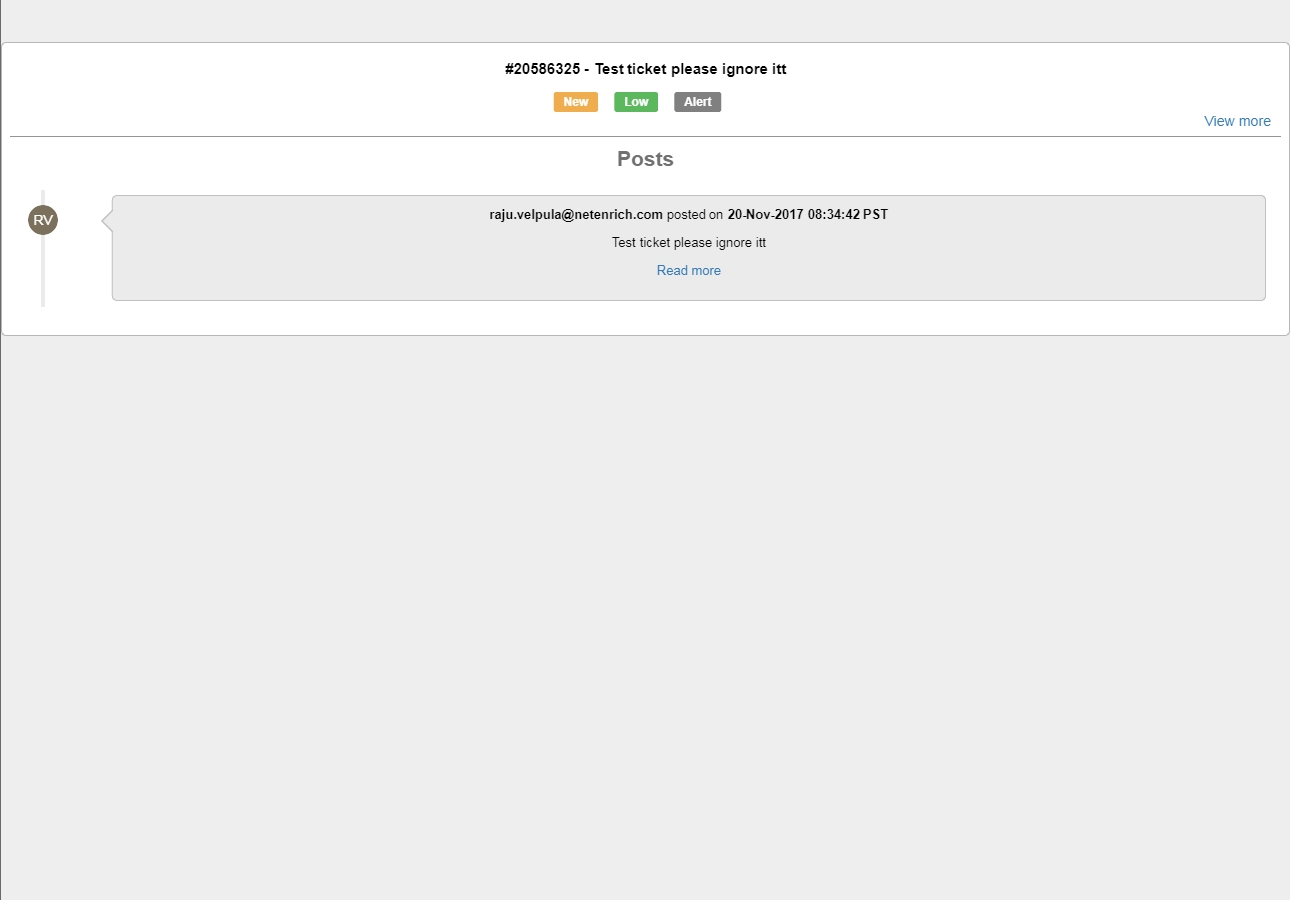 #20586325 - Test ticket please ignore itt
New Low Alert
View more
Posts
RV
raju.velpula@netenrich.com posted on 20-Nov-2017 08:34:42 PST
Test ticket please ignore itt
Read more